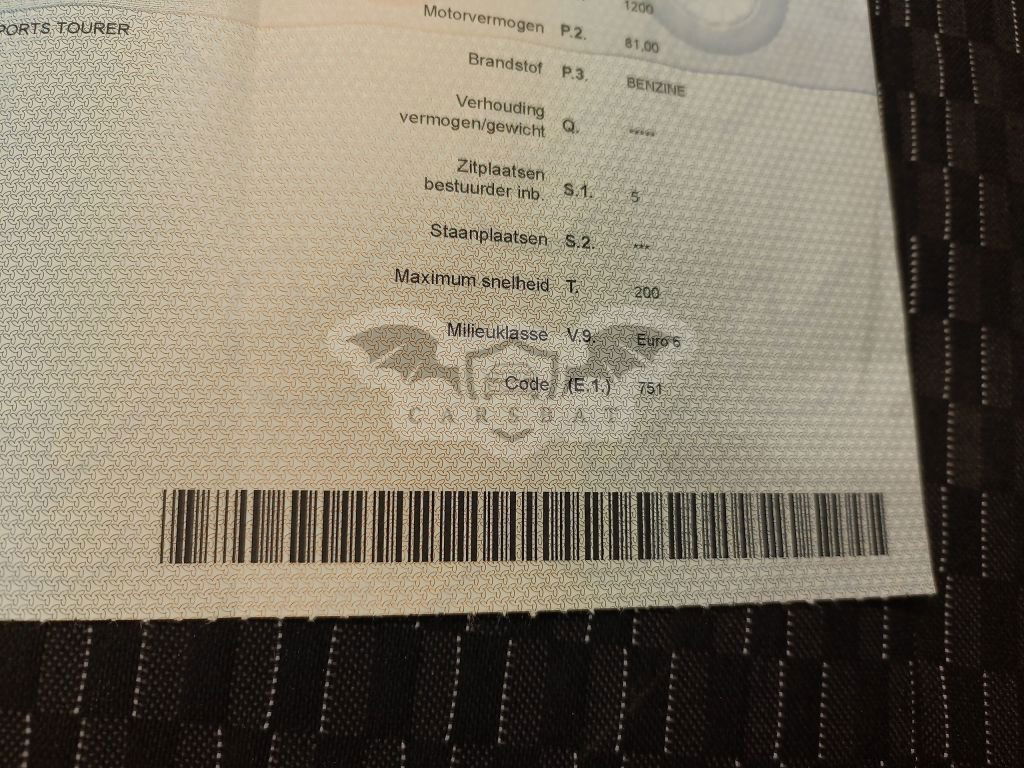 1200
PORTS TOURER
Motorvermogen P.2. 81,00
Brandstof P.3. BENZINE
Verhouding
vermogen/gewicht Q. *****
Zitplaatsen
bestuurder inb. S.1. 5
Staanplaatsen S.2. ***
Maximum snelheid T. 200
Milieuklasse V.9. Euro 6
Code (E.1.) 751
CARSBAT